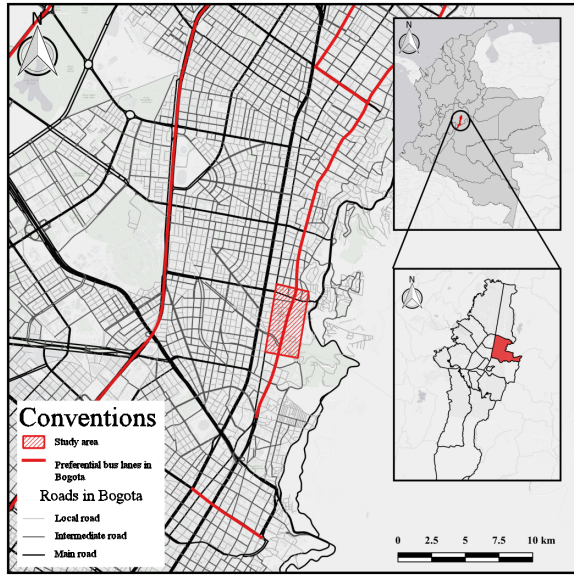 N
N
N
Conventions
Study area
Preferential bus lanes in
Bogota
Roads in Bogota
Local road
Intermediate road
Main road
0 2.5 5 7.5 10 km